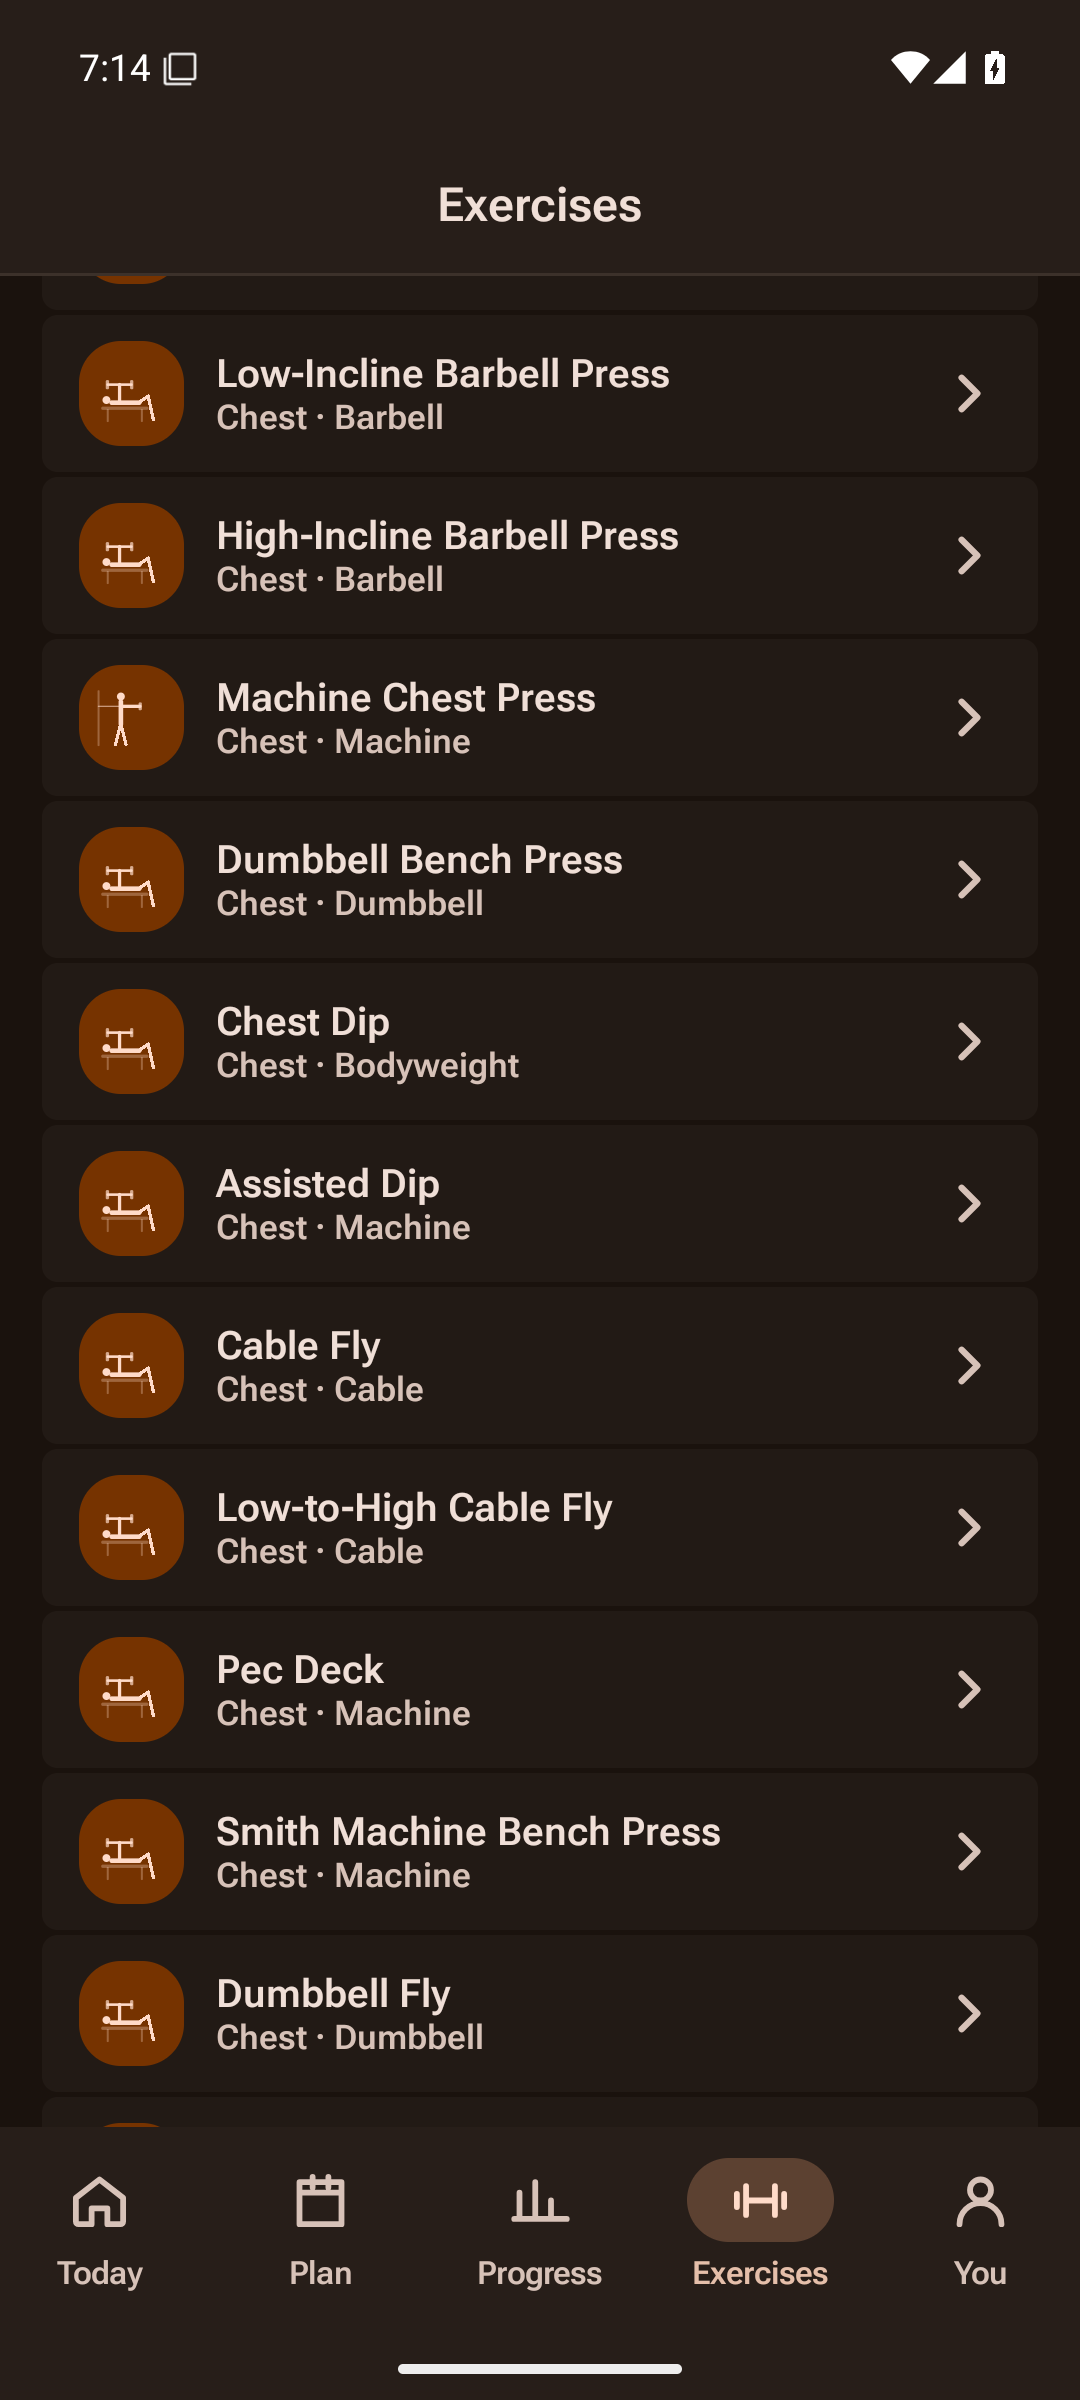 7:14
Exercises
Low-Incline Barbell Press
Chest · Barbell
High-Incline Barbell Press
Chest · Barbell
Machine Chest Press
Chest · Machine
Dumbbell Bench Press
Chest · Dumbbell
Chest Dip
Chest · Bodyweight
Assisted Dip
Chest · Machine
Cable Fly
Chest · Cable
Low-to-High Cable Fly
Chest · Cable
Pec Deck
Chest · Machine
Smith Machine Bench Press
Chest · Machine
Dumbbell Fly
Chest · Dumbbell
Today
Plan
Progress
Exercises
You